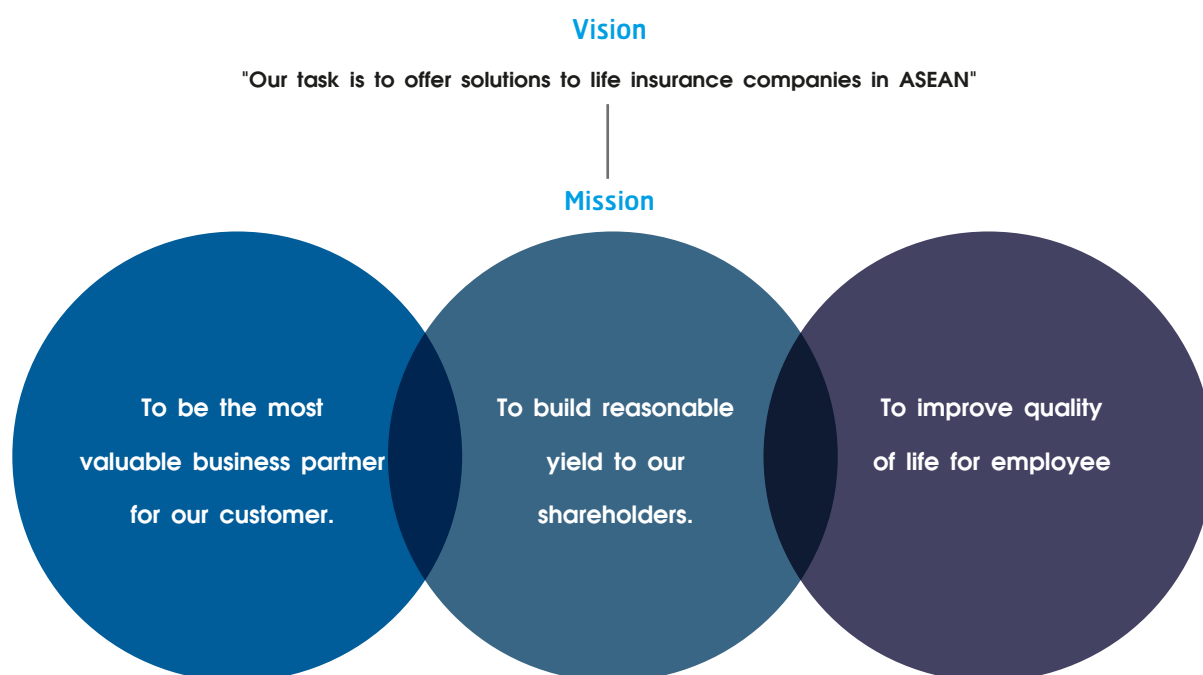 Vision
"Our task is to offer solutions to life insurance companies in ASEAN"
Mission
To be the most
valuable business partner
for our customer.
To build reasonable
yield to our
shareholders.
To improve quality
of life for employee